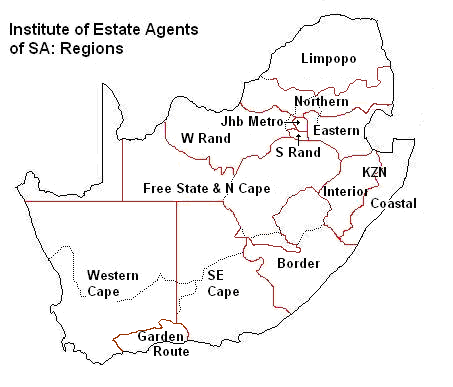 Institute of Estate Agents
of SA: Regions
Limpopo
Northern
Jhb Metro
Eastern
W Rand
S Rand
KZN
Free State & N Cape
Interior
Coastal
Border
Western
Cape
SE
Cape
Garden
Route